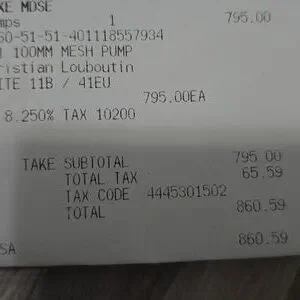 KE MDSE
mps 1 795.00
60-51-51-401118557934
100MM MESH PUMP
ristian Louboutin
ITE 11B / 41EU
795.00EA
8.250% TAX 10200
TAKE SUBTOTAL 795.00
TOTAL TAX 65.59
TAX CODE 4445301502
TOTAL 860.59
SA 860.59